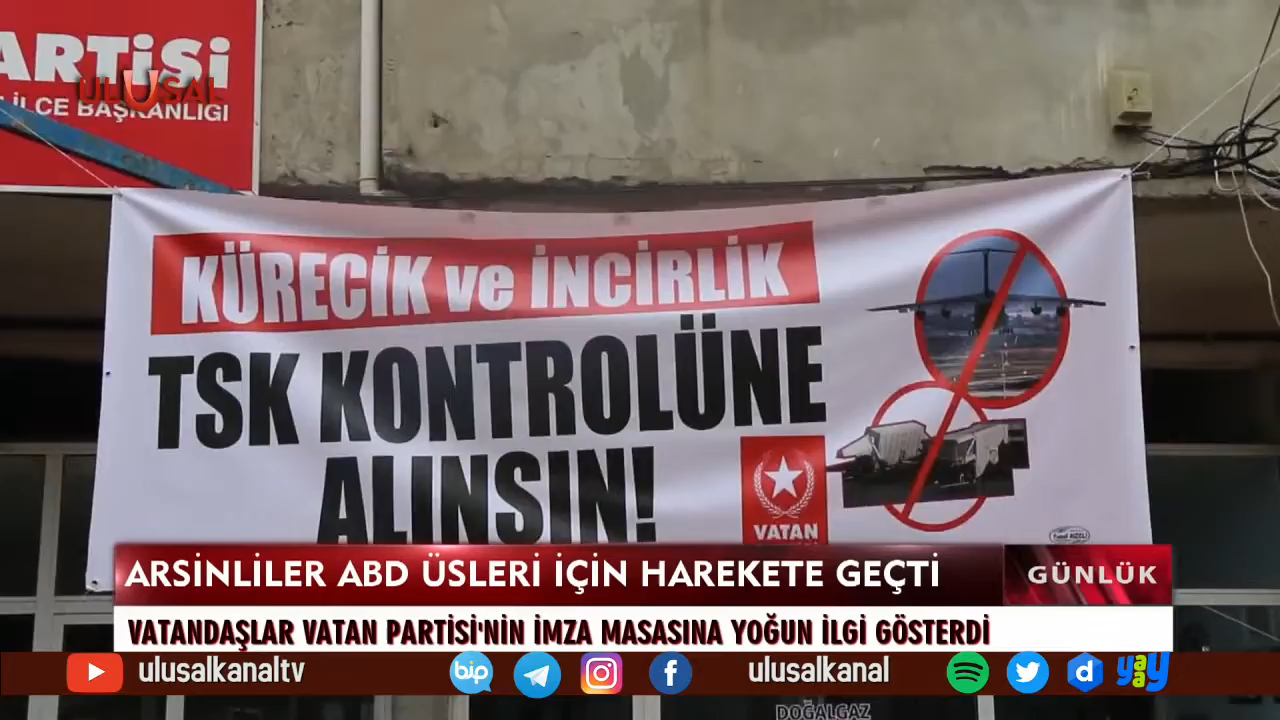 ARTİSİ
ULUSAL
İLÇE BAŞKANLIĞI
KÜRECİK ve İNCİRLİK
TSK KONTROLÜNE
ALINSIN!
VATAN
ARSİNLİLER ABD ÜSLERİ İÇİN HAREKETE GEÇTİ
GÜNLÜK
VATANDAŞLAR VATAN PARTİSİ'NİN İMZA MASASINA YOĞUN İLGİ GÖSTERDİ
ulusalkanaltv
bip
ulusalkanal
d
yaay
DOĞALGAZ